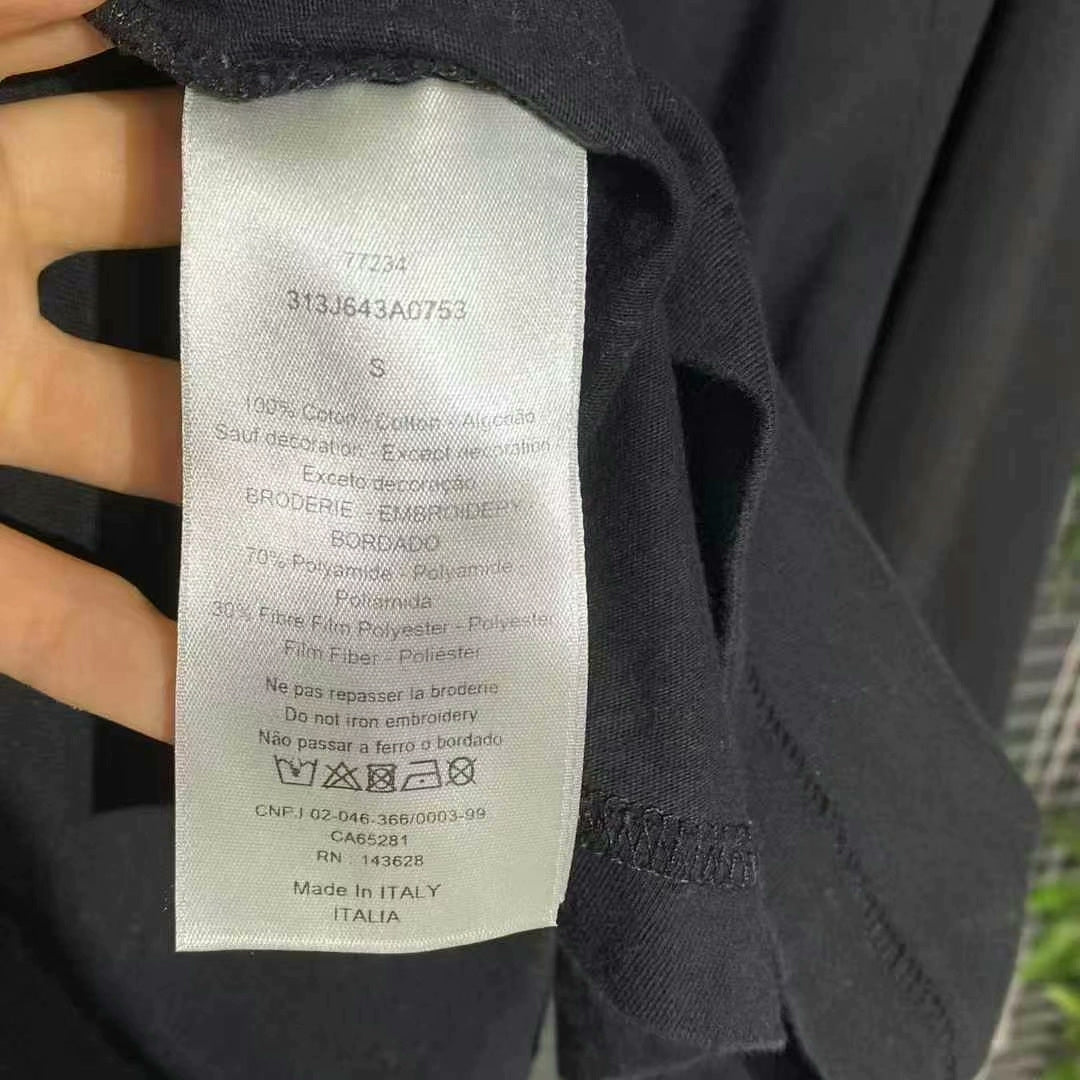 77234
313J643A0753
S
100% Coton - Cotton - Algodão
Sauf décoration - Except decoration
Exceto decoração
BRODERIE - EMBROIDERY
BORDADO
70% Polyamide - Polyamide -
Poliamida
30% Fibre Film Polyester - Polyester
Film Fiber - Poliéster
Ne pas repasser la broderie
Do not iron embroidery
Não passar a ferro o bordado
CNPJ 02-046-366/0003-99
CA65281
RN : 143628
Made In ITALY
ITALIA